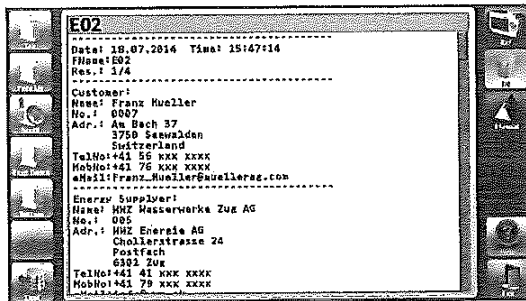 E02
Date: 18.07.2014 Time: 15:47:14
FName:E02
Res.: 1/4
Customer:
Name: Franz Mueller
No.: 0007
Adr.: Am Bach 37
3750 Seewalden
Switzerland
TelNo:+41 56 xxx xxxx
MobNo:+41 76 xxx xxxx
eMail:Franz_Mueller@muellerag.com
Energy Supplyer:
Name: WWZ Wasserwerke Zug AG
No.: 005
Adr.: WWZ Energie AG
Chollerstrasse 24
Postfach
6302 Zug
TelNo:+41 41 xxx xxxx
MobNo:+41 79 xxx xxxx